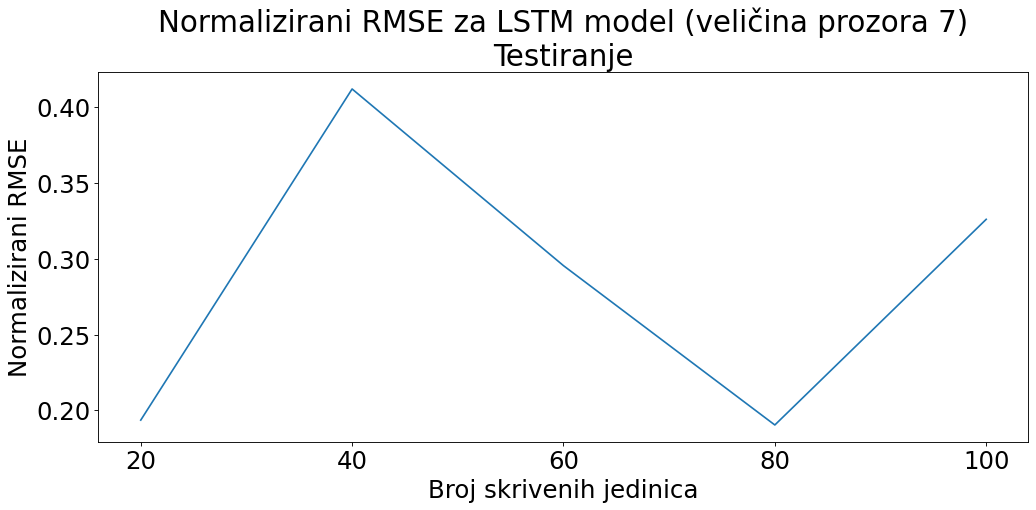 Normalizirani RMSE za LSTM model (veličina prozora 7)
Testiranje
Normalizirani RMSE
0.40
0.35
0.30
0.25
0.20
20 40 60 80 100
Broj skrivenih jedinica